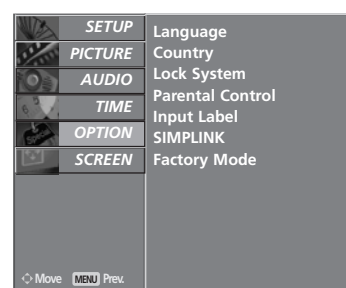 SETUP
PICTURE
AUDIO
TIME
OPTION
SCREEN
Move MENU Prev.
Language
Country
Lock System
Parental Control
Input Label
SIMPLINK
Factory Mode